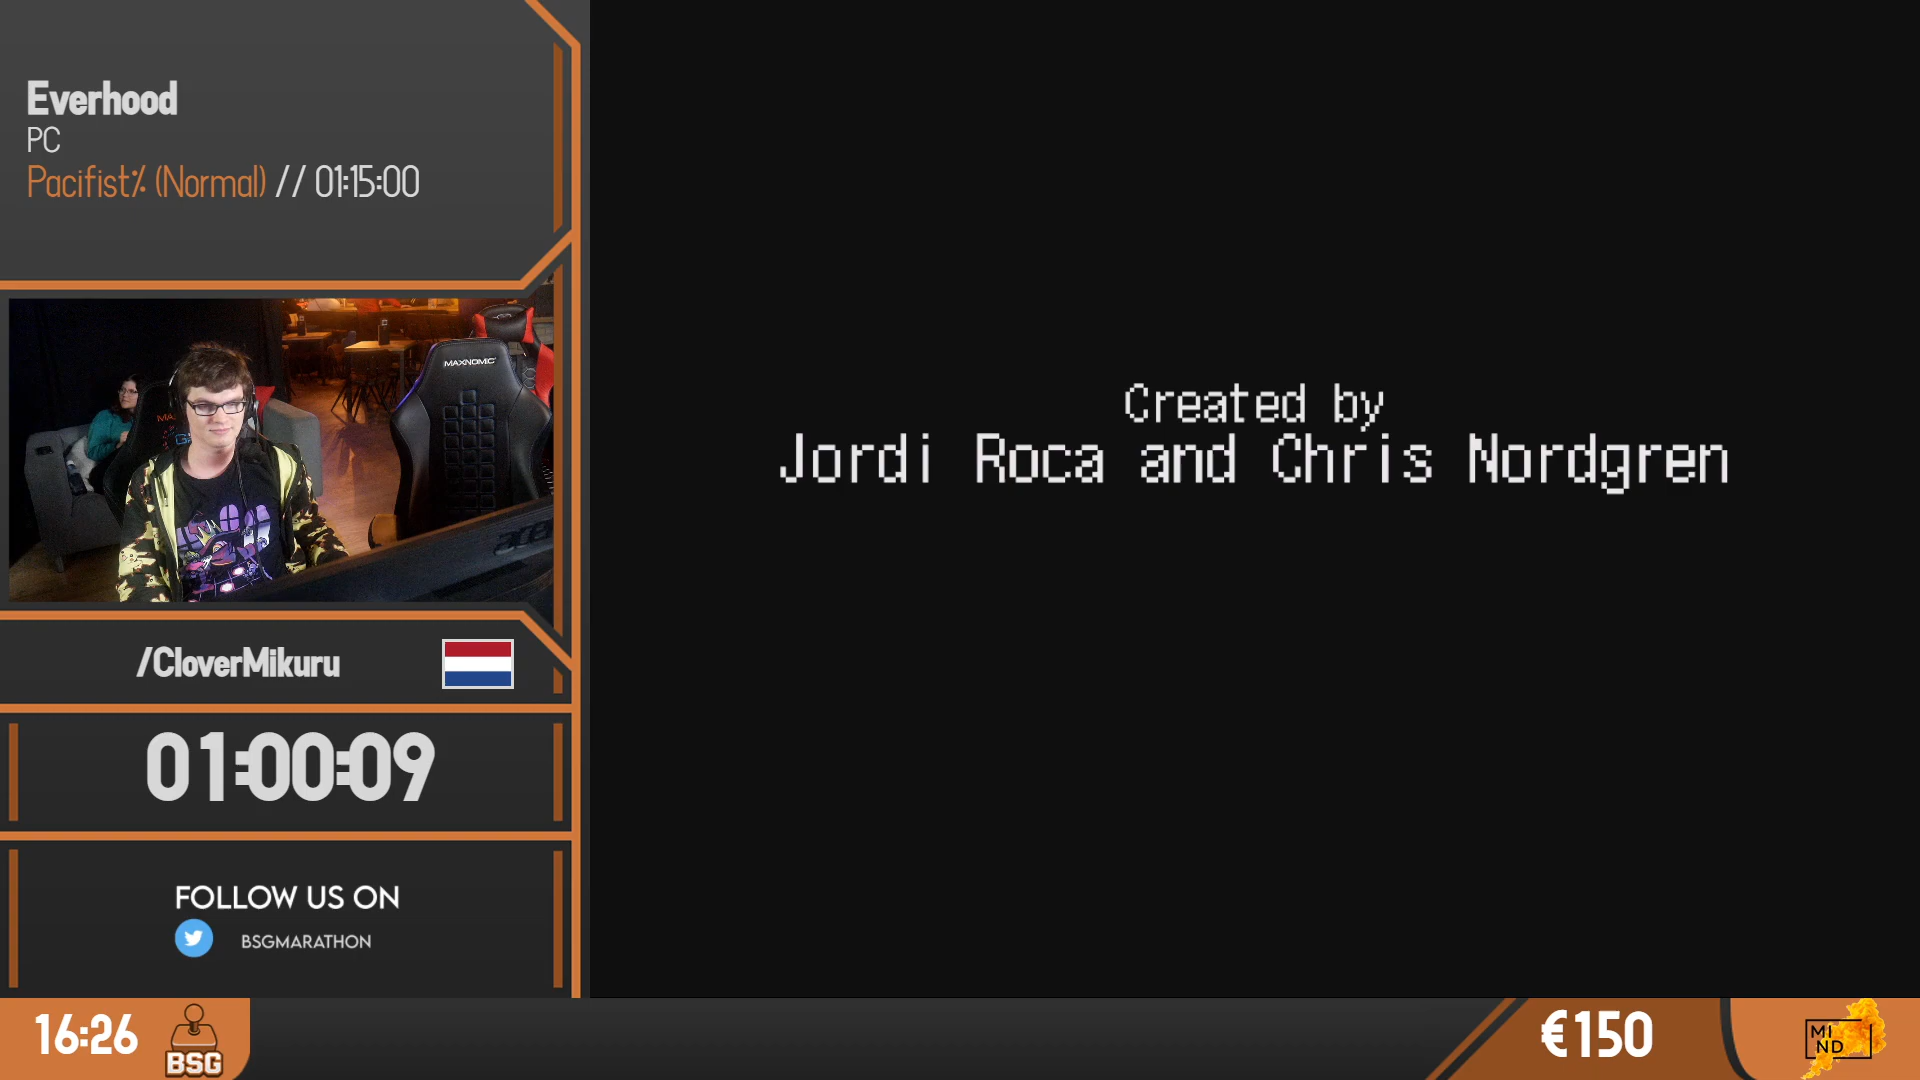 Everhood
PC
Pacifist% (Normal) // 01:15:00
MAXNOMIC
/CloverMikuru
01:00:09
FOLLOW US ON
BSGMARATHON
Created by
Jordi Roca and Chris Nordgren
16:26
BSG
€150
MI
ND